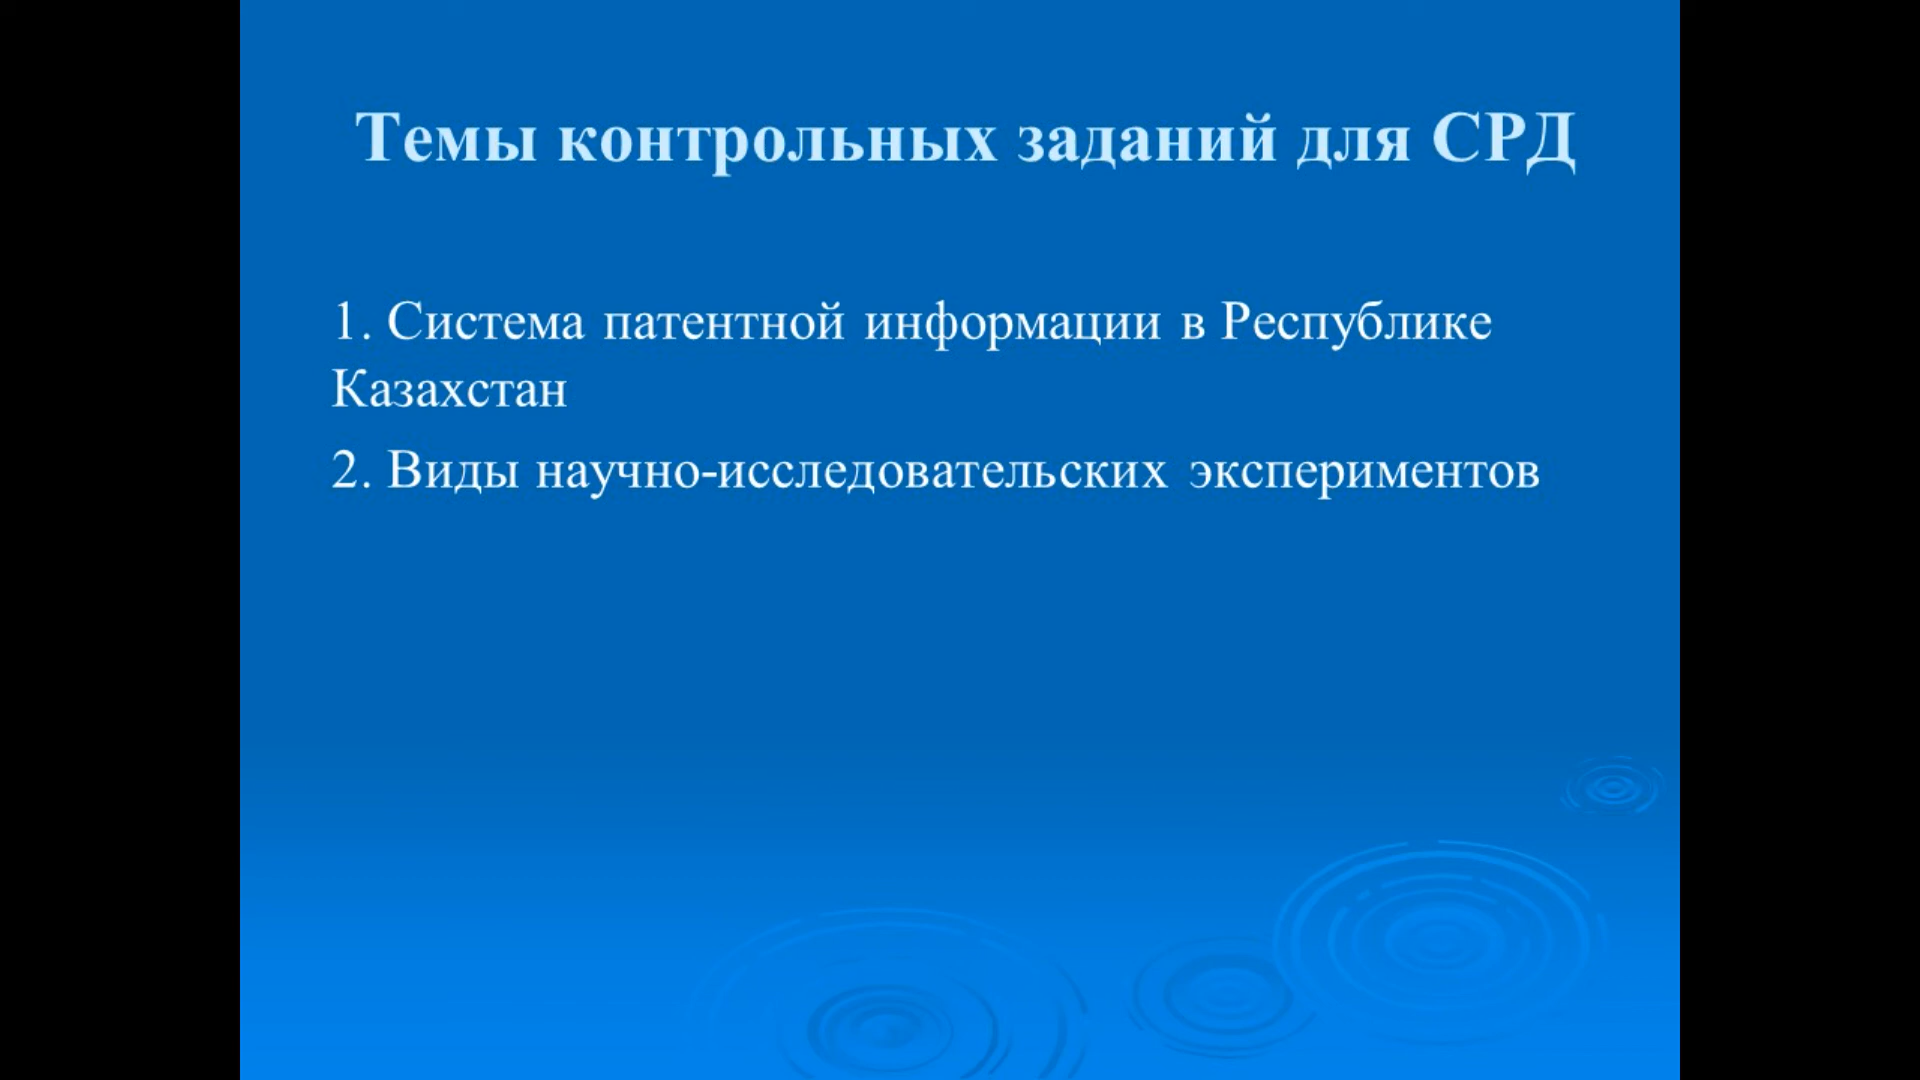 Темы контрольных заданий для СРД
1. Система патентной информации в Республике
Казахстан
2. Виды научно-исследовательских экспериментов